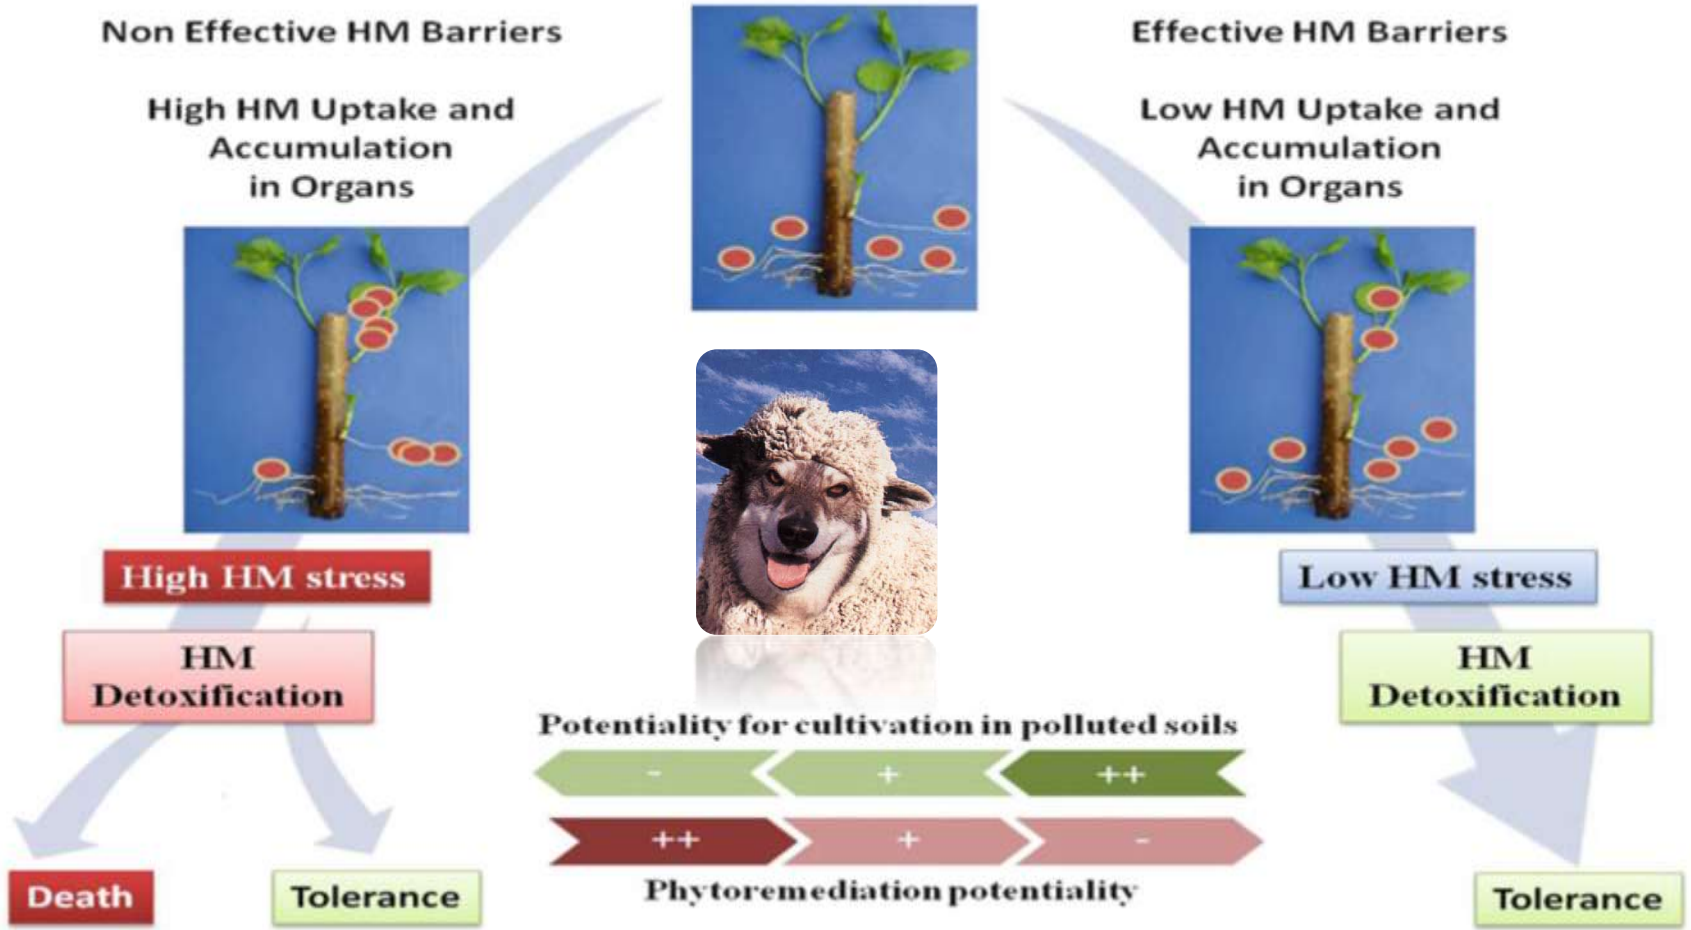 Non Effective HM Barriers
High HM Uptake and
Accumulation
in Organs
Effective HM Barriers
Low HM Uptake and
Accumulation
in Organs
High HM stress
HM
Detoxification
Death
Tolerance
Low HM stress
HM
Detoxification
Tolerance
Potentiality for cultivation in polluted soils
- + ++
++ + -
Phytoremediation potentiality